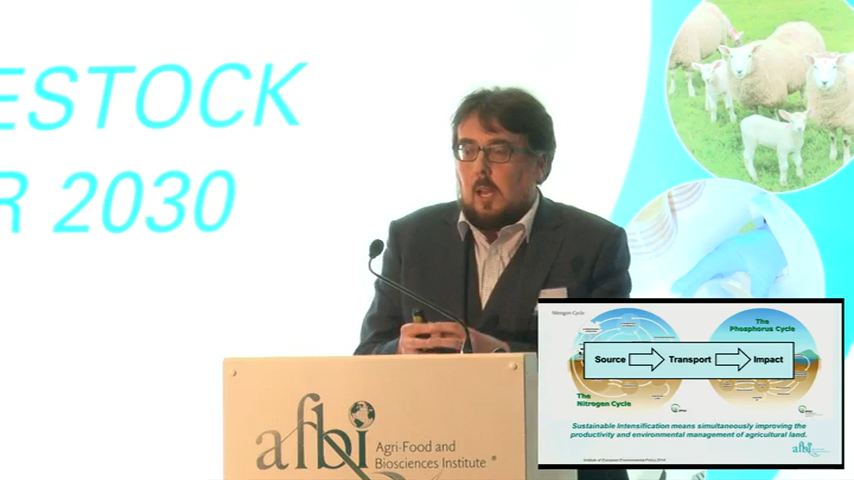 ESTOCK
R 2030
afbi
Agri-Food and
Biosciences Institute
Nitrogen Cycle
The
Phosphorus Cycle
Source
Transport
Impact
The
Nitrogen Cycle
Sustainable Intensification means simultaneously improving the
productivity and environmental management of agricultural land.
afbi